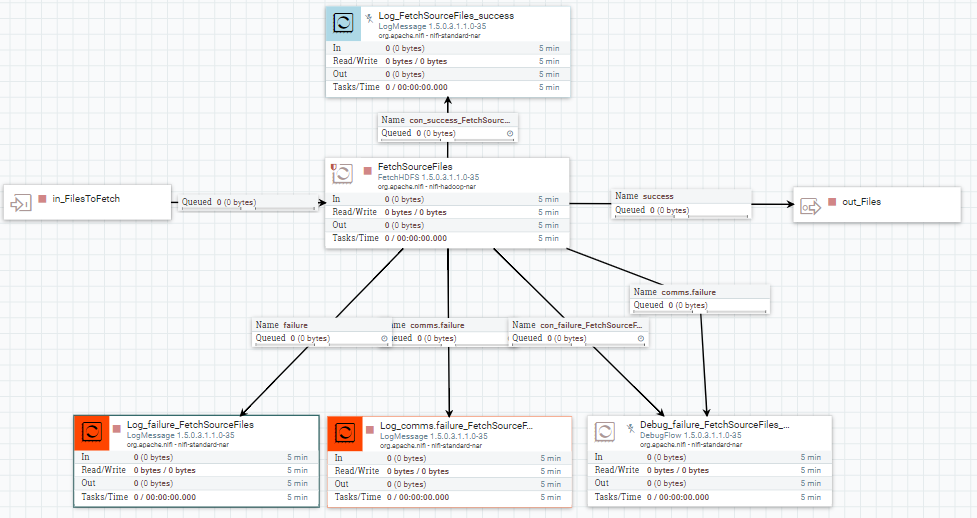 Log_FetchSourceFiles_success
LogMessage 1.5.0.3.1.1.0-35
org.apache.nifi - nifi-standard-nar
In 0 (0 bytes) 5 min
Read/Write 0 bytes / 0 bytes 5 min
Out 0 (0 bytes) 5 min
Tasks/Time 0 / 00:00:00.000 5 min
Name con_success_FetchSourc...
Queued 0 (0 bytes)
FetchSourceFiles
FetchHDFS 1.5.0.3.1.1.0-35
org.apache.nifi - nifi-hadoop-nar
In 0 (0 bytes) 5 min
Read/Write 0 bytes / 0 bytes 5 min
Out 0 (0 bytes) 5 min
Tasks/Time 0 / 00:00:00.000 5 min
in_FilesToFetch
Queued 0 (0 bytes)
Name success
Queued 0 (0 bytes)
out_Files
Name comms.failure
Queued 0 (0 bytes)
Name failure
Queued 0 (0 bytes)
me comms.failure
eued 0 (0 bytes)
Name con_failure_FetchSourceF...
Queued 0 (0 bytes)
Log_failure_FetchSourceFiles
LogMessage 1.5.0.3.1.1.0-35
org.apache.nifi - nifi-standard-nar
In 0 (0 bytes) 5 min
Read/Write 0 bytes / 0 bytes 5 min
Out 0 (0 bytes) 5 min
Tasks/Time 0 / 00:00:00.000 5 min
Log_comms.failure_FetchSourceF...
LogMessage 1.5.0.3.1.1.0-35
org.apache.nifi - nifi-standard-nar
In 0 (0 bytes) 5 min
Read/Write 0 bytes / 0 bytes 5 min
Out 0 (0 bytes) 5 min
Tasks/Time 0 / 00:00:00.000 5 min
Debug_failure_FetchSourceFiles_...
DebugFlow 1.5.0.3.1.1.0-35
org.apache.nifi - nifi-standard-nar
In 0 (0 bytes) 5 min
Read/Write 0 bytes / 0 bytes 5 min
Out 0 (0 bytes) 5 min
Tasks/Time 0 / 00:00:00.000 5 min